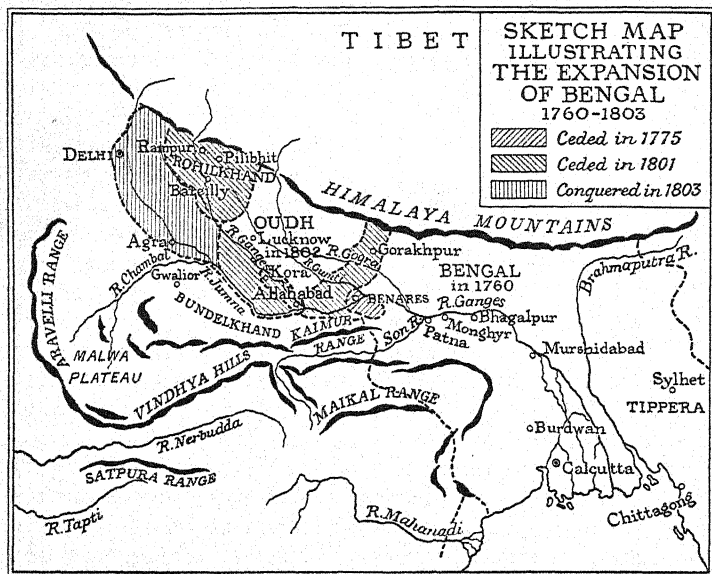 TIBET
SKETCH MAP
ILLUSTRATING
THE EXPANSION
OF BENGAL
1760-1803
Ceded in 1775
Ceded in 1801
Conquered in 1803
DELHI
Rampur
Pilibhit
ROHILKHAND
Bareilly
HIMALAYA MOUNTAINS
OUDH
Lucknow
in 1802
R. Ganges
R. Gumti
R. Gogra
Gorakhpur
Agra
R. Chambal
R. Jumna
Kora
Gwalior
Allahabad
BENARES
BENGAL
in 1760
R. Ganges
Brahmaputra R.
ARAVELLI RANGE
BUNDELKHAND
KAIMUR
RANGE
Son R.
Patna
Monghyr
Bhagalpur
MALWA
PLATEAU
VINDHYA HILLS
MAIKAL RANGE
Murshidabad
Sylhet
TIPPERA
R. Nerbudda
Burdwan
SATPURA RANGE
Calcutta
R. Tapti
R. Mahanadi
Chittagong